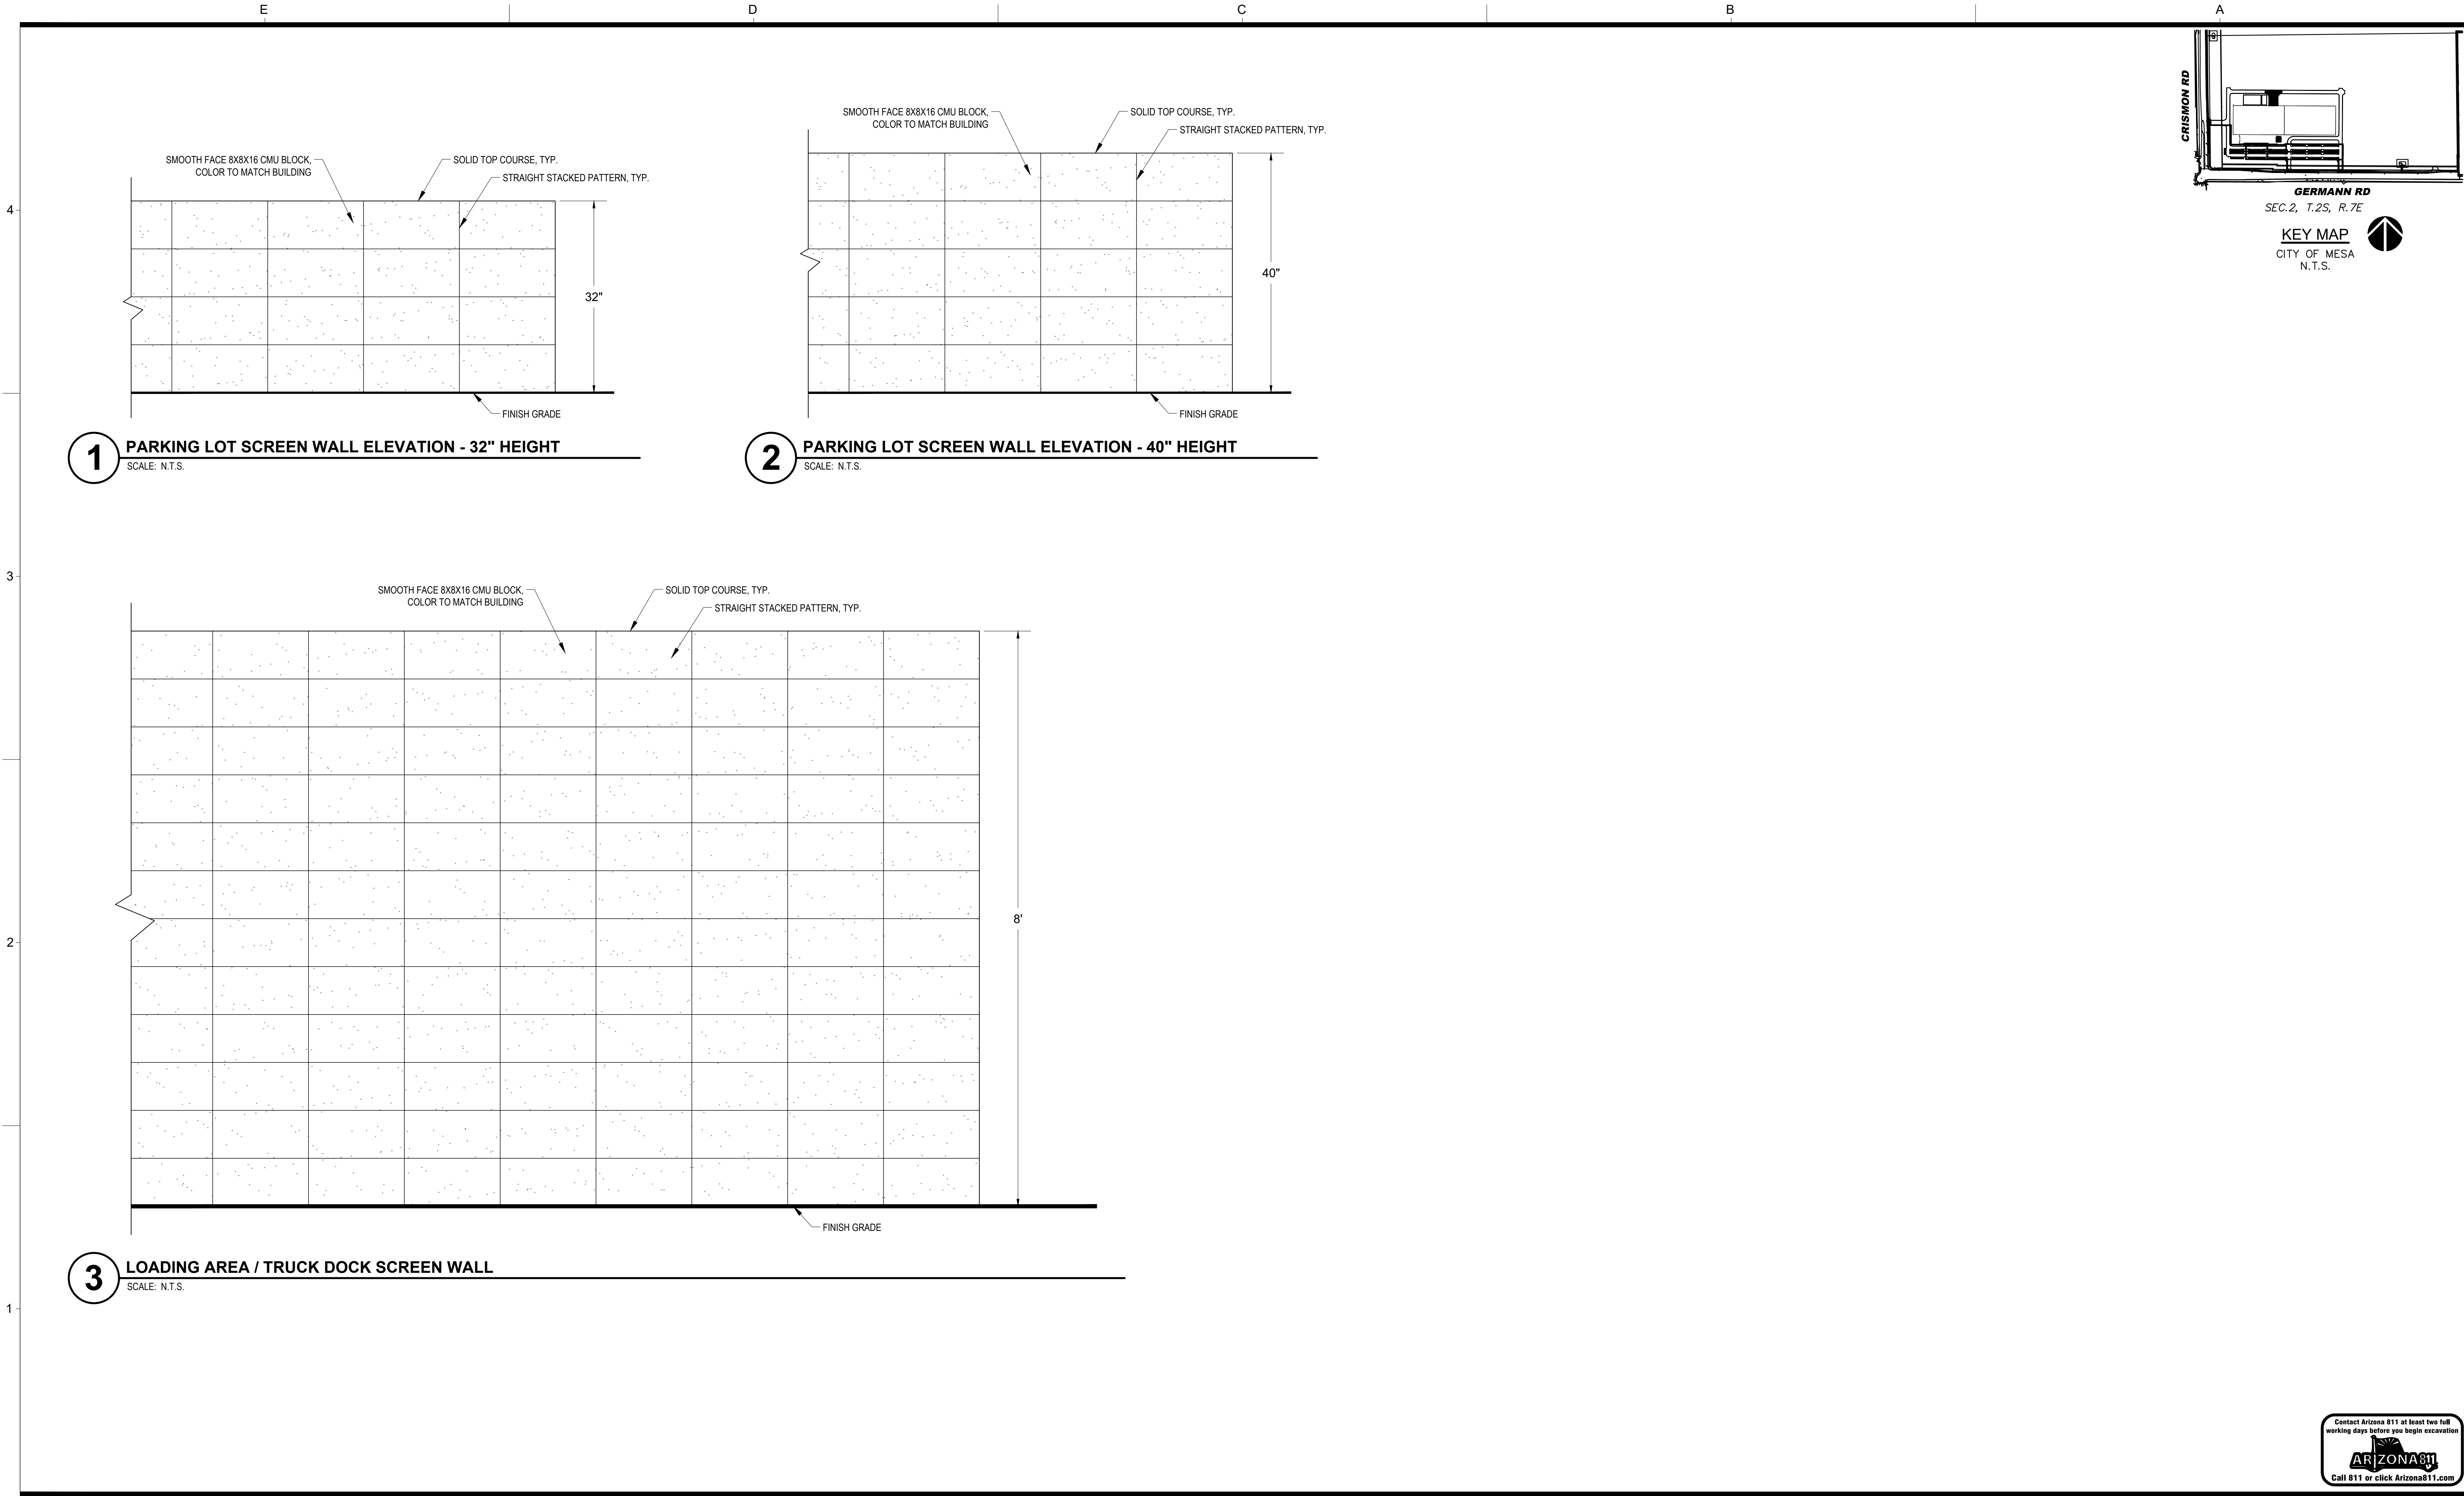 E
D
C
B
A
4
3
2
1
SMOOTH FACE 8X8X16 CMU BLOCK,
COLOR TO MATCH BUILDING
SOLID TOP COURSE, TYP.
STRAIGHT STACKED PATTERN, TYP.
32"
FINISH GRADE
1
PARKING LOT SCREEN WALL ELEVATION - 32" HEIGHT
SCALE: N.T.S.
SMOOTH FACE 8X8X16 CMU BLOCK,
COLOR TO MATCH BUILDING
SOLID TOP COURSE, TYP.
STRAIGHT STACKED PATTERN, TYP.
40"
FINISH GRADE
2
PARKING LOT SCREEN WALL ELEVATION - 40" HEIGHT
SCALE: N.T.S.
CRISMON RD
GERMANN RD
SEC.2, T.2S, R.7E
KEY MAP
CITY OF MESA
N.T.S.
SMOOTH FACE 8X8X16 CMU BLOCK,
COLOR TO MATCH BUILDING
SOLID TOP COURSE, TYP.
STRAIGHT STACKED PATTERN, TYP.
8'
FINISH GRADE
3
LOADING AREA / TRUCK DOCK SCREEN WALL
SCALE: N.T.S.
Contact Arizona 811 at least two full
working days before you begin excavation
ARIZONA811
Call 811 or click Arizona811.com